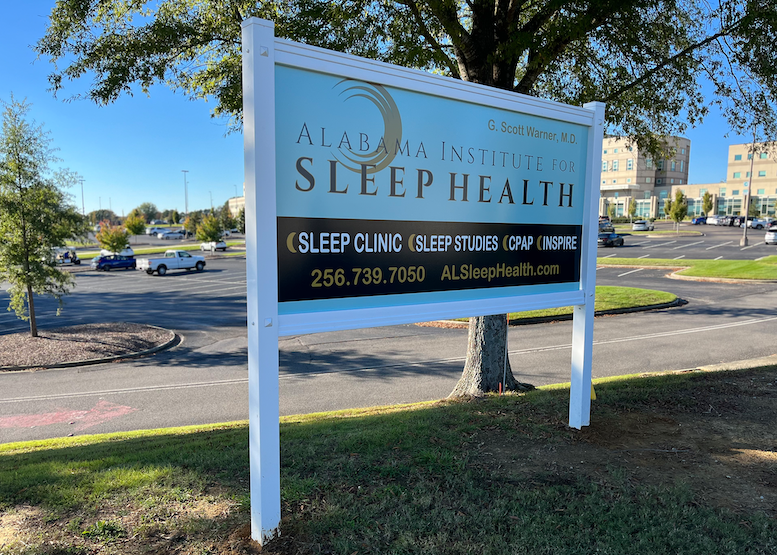 G. Scott Warner, M.D.
ALABAMA INSTITUTE FOR
SLEEP HEALTH
SLEEP CLINIC SLEEP STUDIES CPAP INSPIRE
256.739.7050 ALSleepHealth.com